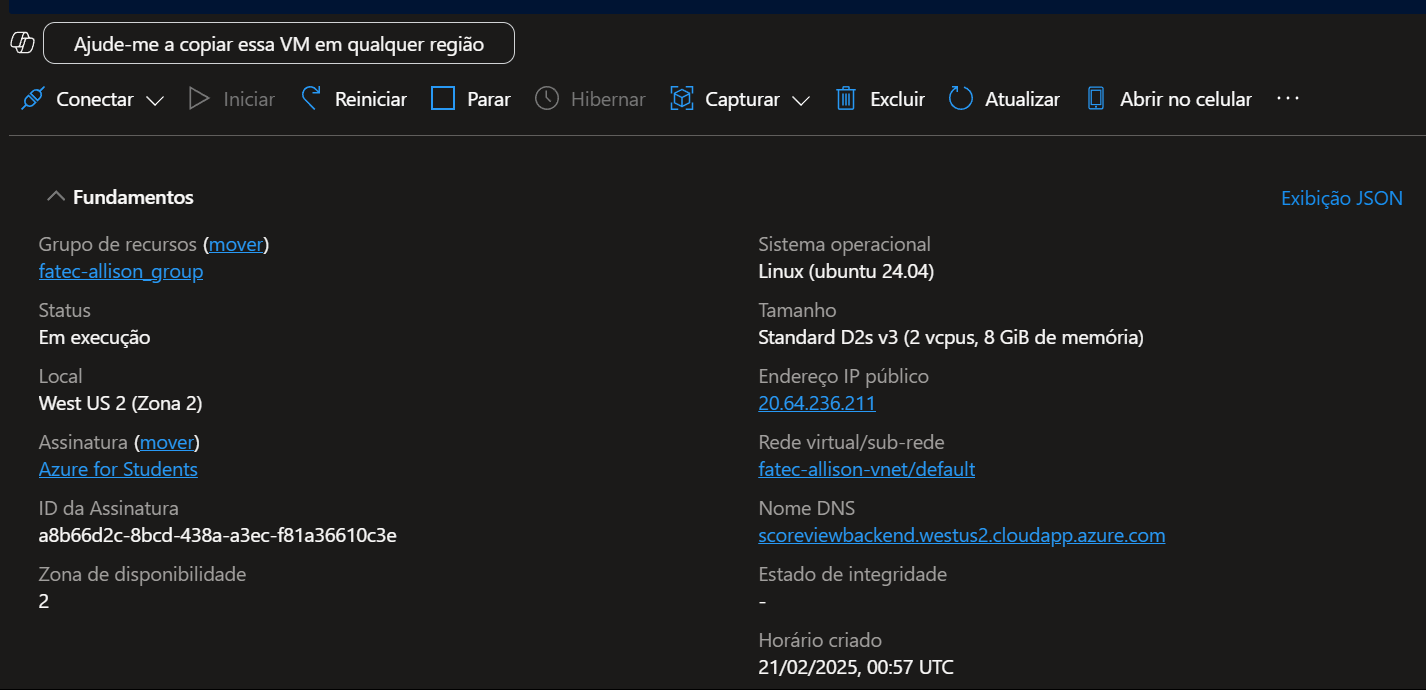 Ajude-me a copiar essa VM em qualquer região
Conectar Iniciar Reiniciar Parar Hibernar Capturar Excluir Atualizar Abrir no celular ...
Fundamentos
Exibição JSON
Grupo de recursos (mover)
fatec-allison_group
Status
Em execução
Local
West US 2 (Zona 2)
Assinatura (mover)
Azure for Students
ID da Assinatura
a8b66d2c-8bcd-438a-a3ec-f81a36610c3e
Zona de disponibilidade
2
Sistema operacional
Linux (ubuntu 24.04)
Tamanho
Standard D2s v3 (2 vcpus, 8 GiB de memória)
Endereço IP público
20.64.236.211
Rede virtual/sub-rede
fatec-allison-vnet/default
Nome DNS
scoreviewbackend.westus2.cloudapp.azure.com
Estado de integridade
-
Horário criado
21/02/2025, 00:57 UTC